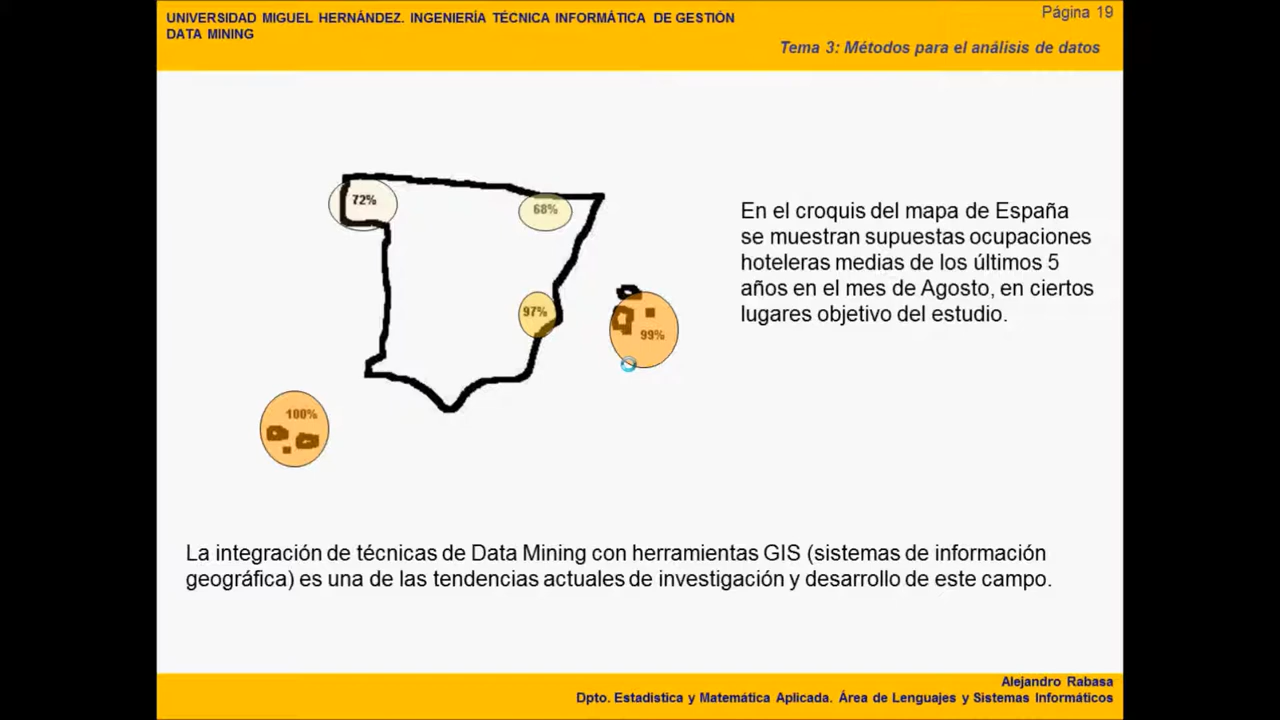 UNIVERSIDAD MIGUEL HERNÁNDEZ. INGENIERÍA TÉCNICA INFORMÁTICA DE GESTIÓN
DATA MINING
Página 19
Tema 3: Métodos para el análisis de datos
72%
68%
97%
99%
100%
En el croquis del mapa de España
se muestran supuestas ocupaciones
hoteleras medias de los últimos 5
años en el mes de Agosto, en ciertos
lugares objetivo del estudio.
La integración de técnicas de Data Mining con herramientas GIS (sistemas de información
geográfica) es una de las tendencias actuales de investigación y desarrollo de este campo.
Alejandro Rabasa
Dpto. Estadística y Matemática Aplicada. Área de Lenguajes y Sistemas Informáticos